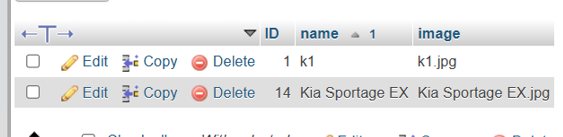 ←T→ ID name 1 image
Edit Copy Delete 1 k1 k1.jpg
Edit Copy Delete 14 Kia Sportage EX Kia Sportage EX.jpg